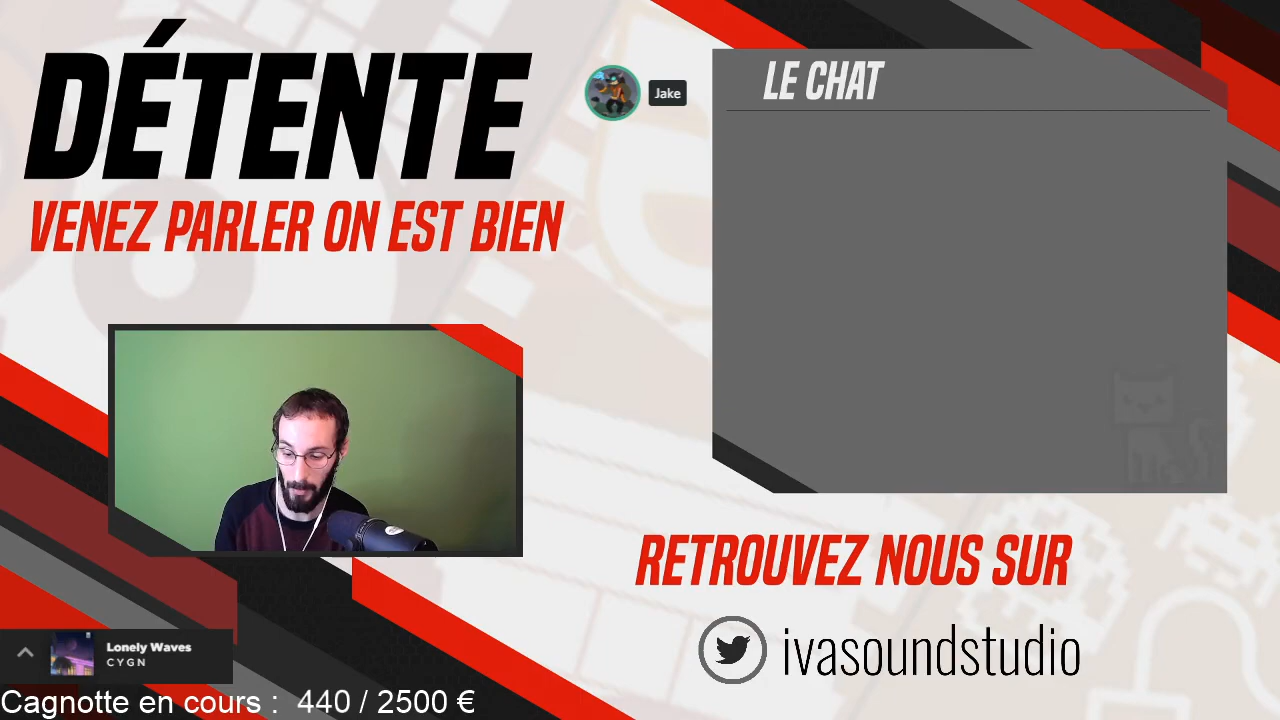 DÉTENTE
VENEZ PARLER ON EST BIEN
Jake
LE CHAT
RETROUVEZ NOUS SUR
ivasoundstudio
Lonely Waves
CYGN
Cagnotte en cours : 440 / 2500 €